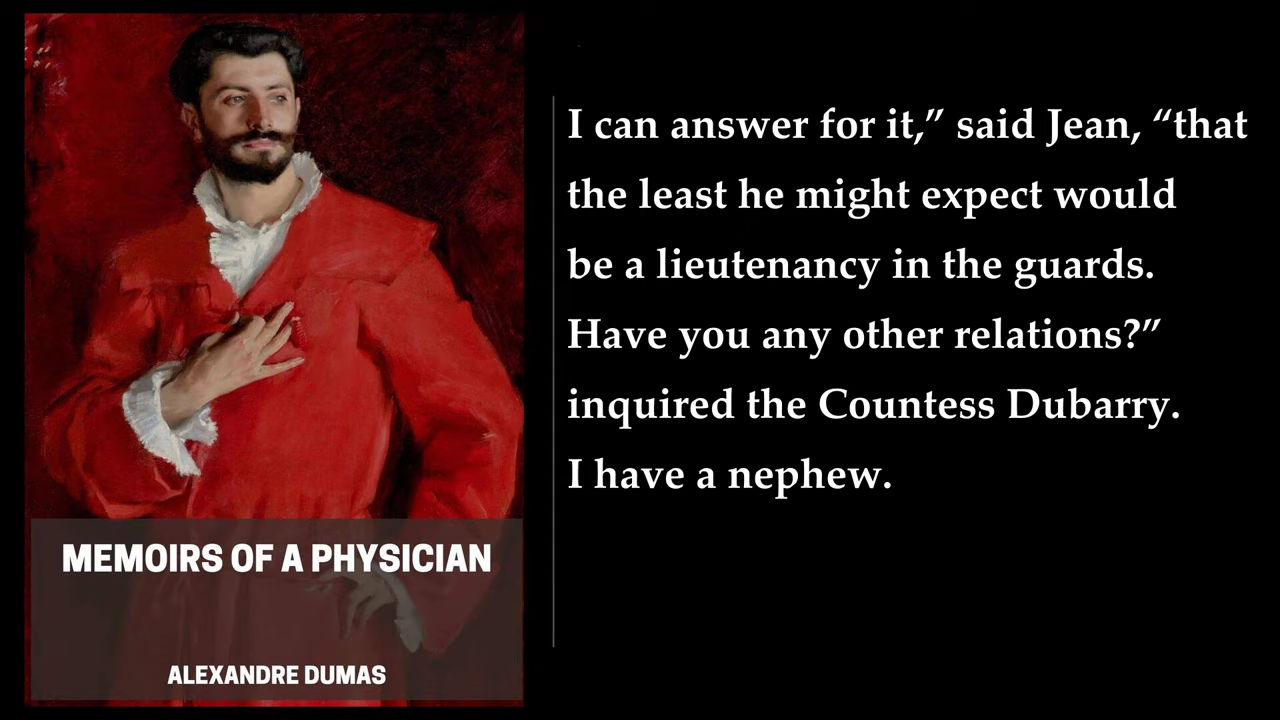 MEMOIRS OF A PHYSICIAN
ALEXANDRE DUMAS
I can answer for it,” said Jean, “that
the least he might expect would
be a lieutenancy in the guards.
Have you any other relations?”
inquired the Countess Dubarry.
I have a nephew.